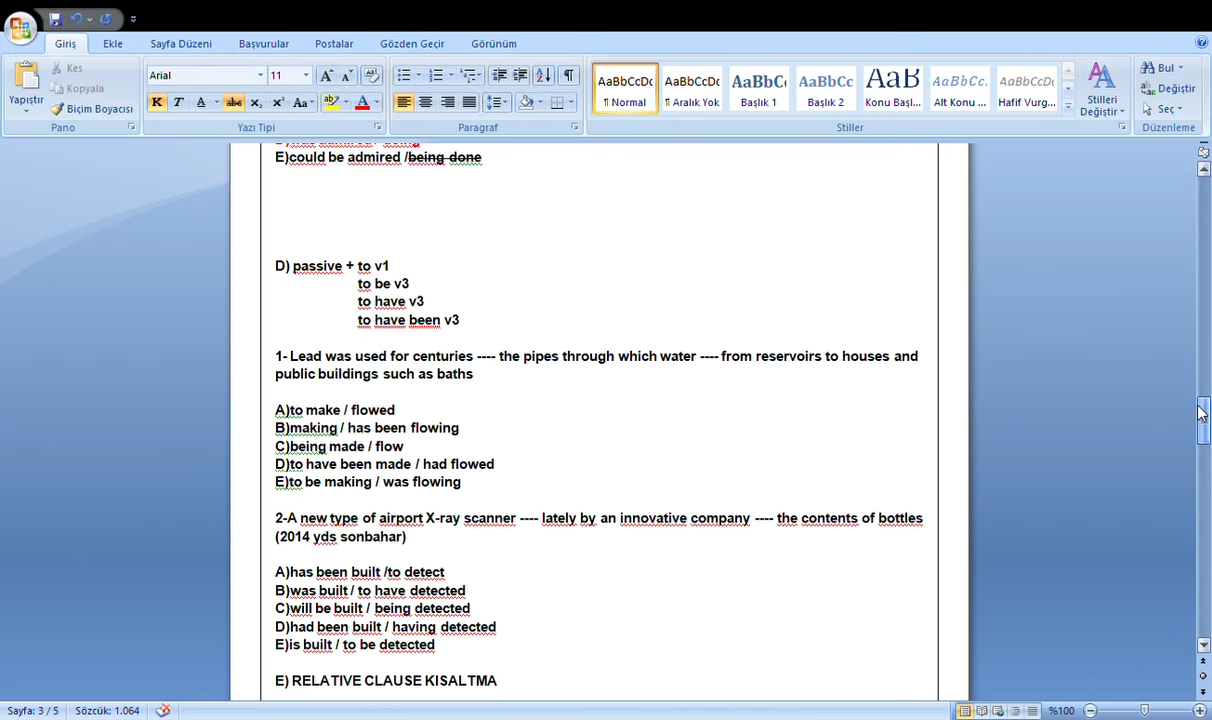 Giriş Ekle Sayfa Düzeni Başvurular Postalar Gözden Geçir Görünüm
Yapıştır
Kes
Kopyala
Biçim Boyacısı
Pano
Arial 11
K T A abc x₂ x² Aa
Yazı Tipi
Paragraf
AaBbCcDc AaBbCcDc AaBbC AaBbCc AaB AaBbCc. AaBbCcDc
¶ Normal ¶ Aralık Yok Başlık 1 Başlık 2 Konu Başl... Alt Konu ... Hafif Vurg...
Stilleri
Değiştir
Stiller
Bul
Değiştir
Seç
Düzenleme
E)could be admired /being done
D) passive + to v1
to be v3
to have v3
to have been v3
1- Lead was used for centuries ---- the pipes through which water ---- from reservoirs to houses and
public buildings such as baths
A)to make / flowed
B)making / has been flowing
C)being made / flow
D)to have been made / had flowed
E)to be making / was flowing
2-A new type of airport X-ray scanner ---- lately by an innovative company ---- the contents of bottles
(2014 yds sonbahar)
A)has been built /to detect
B)was built / to have detected
C)will be built / being detected
D)had been built / having detected
E)is built / to be detected
E) RELATIVE CLAUSE KISALTMA
Sayfa: 3 / 5 Sözcük: 1.064 %100